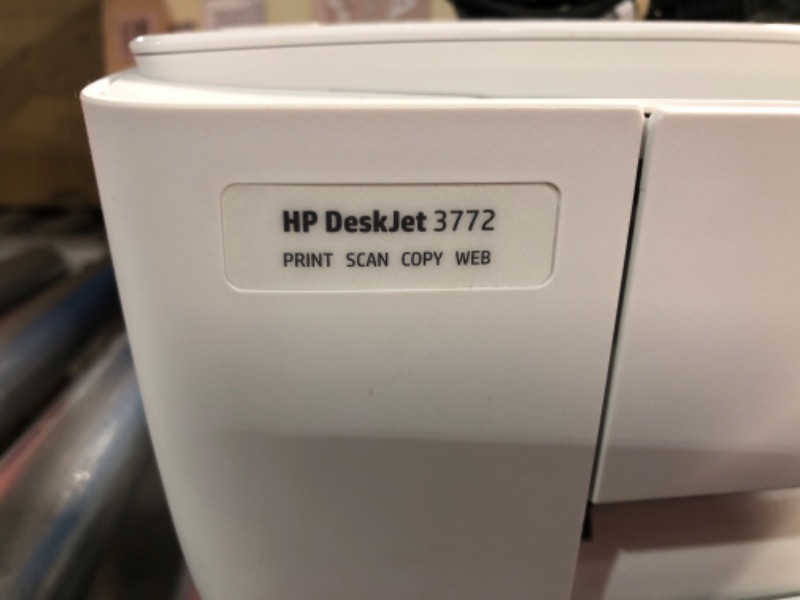 HP DeskJet 3772
PRINT SCAN COPY WEB